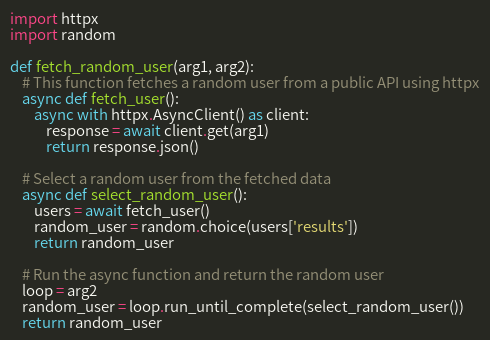 import httpx
import random

def fetch_random_user(arg1, arg2):
    # This function fetches a random user from a public API using httpx
    async def fetch_user():
        async with httpx.AsyncClient() as client:
            response = await client.get(arg1)
            return response.json()

    # Select a random user from the fetched data
    async def select_random_user():
        users = await fetch_user()
        random_user = random.choice(users['results'])
        return random_user

    # Run the async function and return the random user
    loop = arg2
    random_user = loop.run_until_complete(select_random_user())
    return random_user